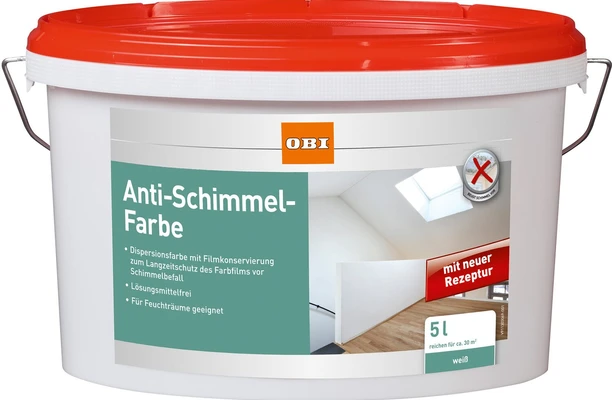 OBI
Anti-Schimmel-
Farbe
• Dispersionsfarbe mit Filmkonservierung
zum Langzeitschutz des Farbfilms vor
Schimmelbefall
• Lösungsmittelfrei
• Für Feuchträume geeignet
mit neuer
Rezeptur
5 l
reichen für ca. 30 m²
weiß